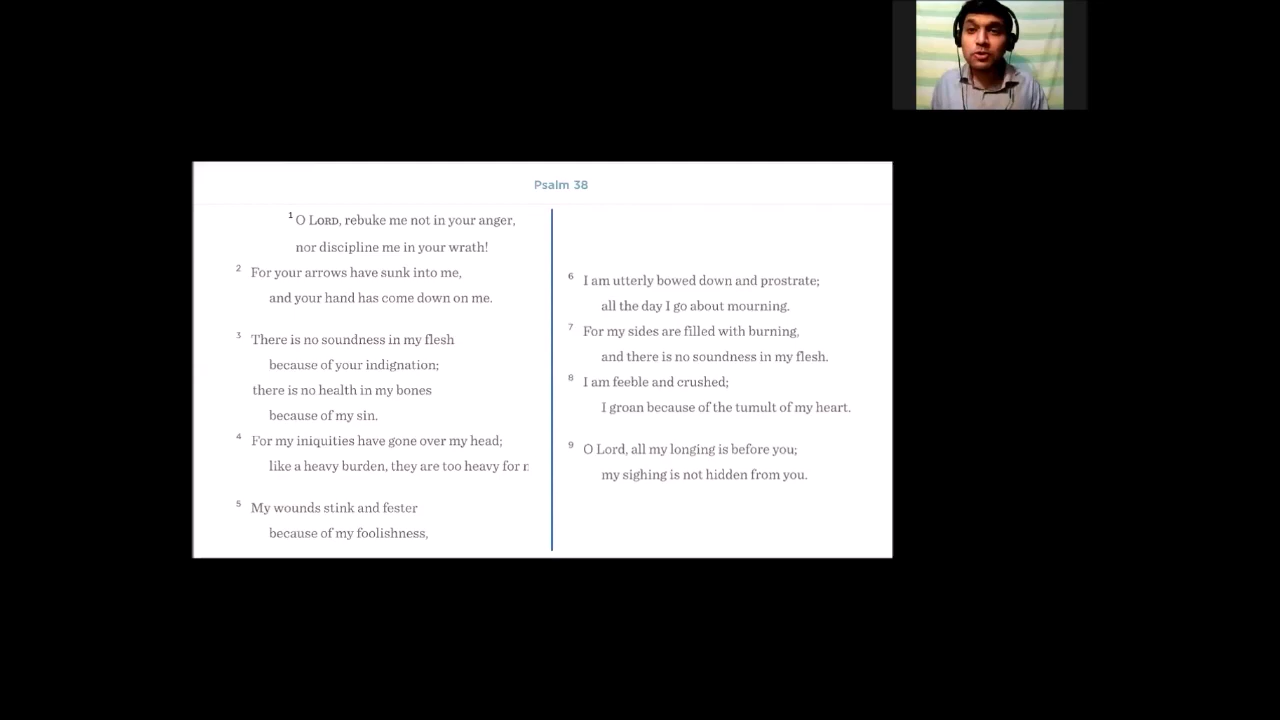 Psalm 38
1 O LORD, rebuke me not in your anger,
nor discipline me in your wrath!
2 For your arrows have sunk into me,
and your hand has come down on me.
3 There is no soundness in my flesh
because of your indignation;
there is no health in my bones
because of my sin.
4 For my iniquities have gone over my head;
like a heavy burden, they are too heavy for
5 My wounds stink and fester
because of my foolishness,
6 I am utterly bowed down and prostrate;
all the day I go about mourning.
7 For my sides are filled with burning,
and there is no soundness in my flesh.
8 I am feeble and crushed;
I groan because of the tumult of my heart.
9 O Lord, all my longing is before you;
my sighing is not hidden from you.